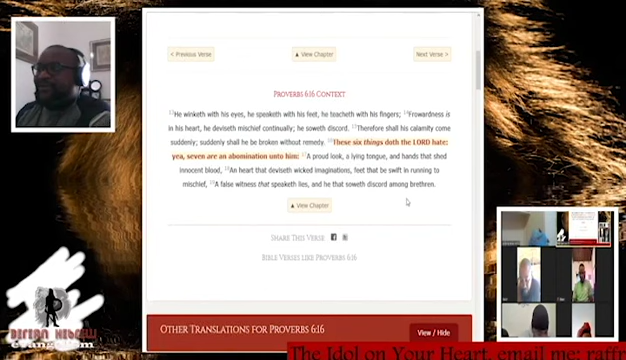 < Previous Verse
▲ View Chapter
Next Verse >
Proverbs 6:16 Context
13He winketh with his eyes, he speaketh with his feet, he teacheth with his fingers; 14Frowardness is
in his heart, he deviseth mischief continually; he soweth discord. 15Therefore shall his calamity come
suddenly; suddenly shall he be broken without remedy. 16These six things doth the LORD hate:
yea, seven are an abomination unto him: 17A proud look, a lying tongue, and hands that shed
innocent blood, 18An heart that deviseth wicked imaginations, feet that be swift in running to
mischief, 19A false witness that speaketh lies, and he that soweth discord among brethren.
▲ View Chapter
Share This Verse
Bible Verses Like Proverbs 6:16
Other Translations for Proverbs 6:16
View / Hide
The Idol on Your Heart, email me: raff